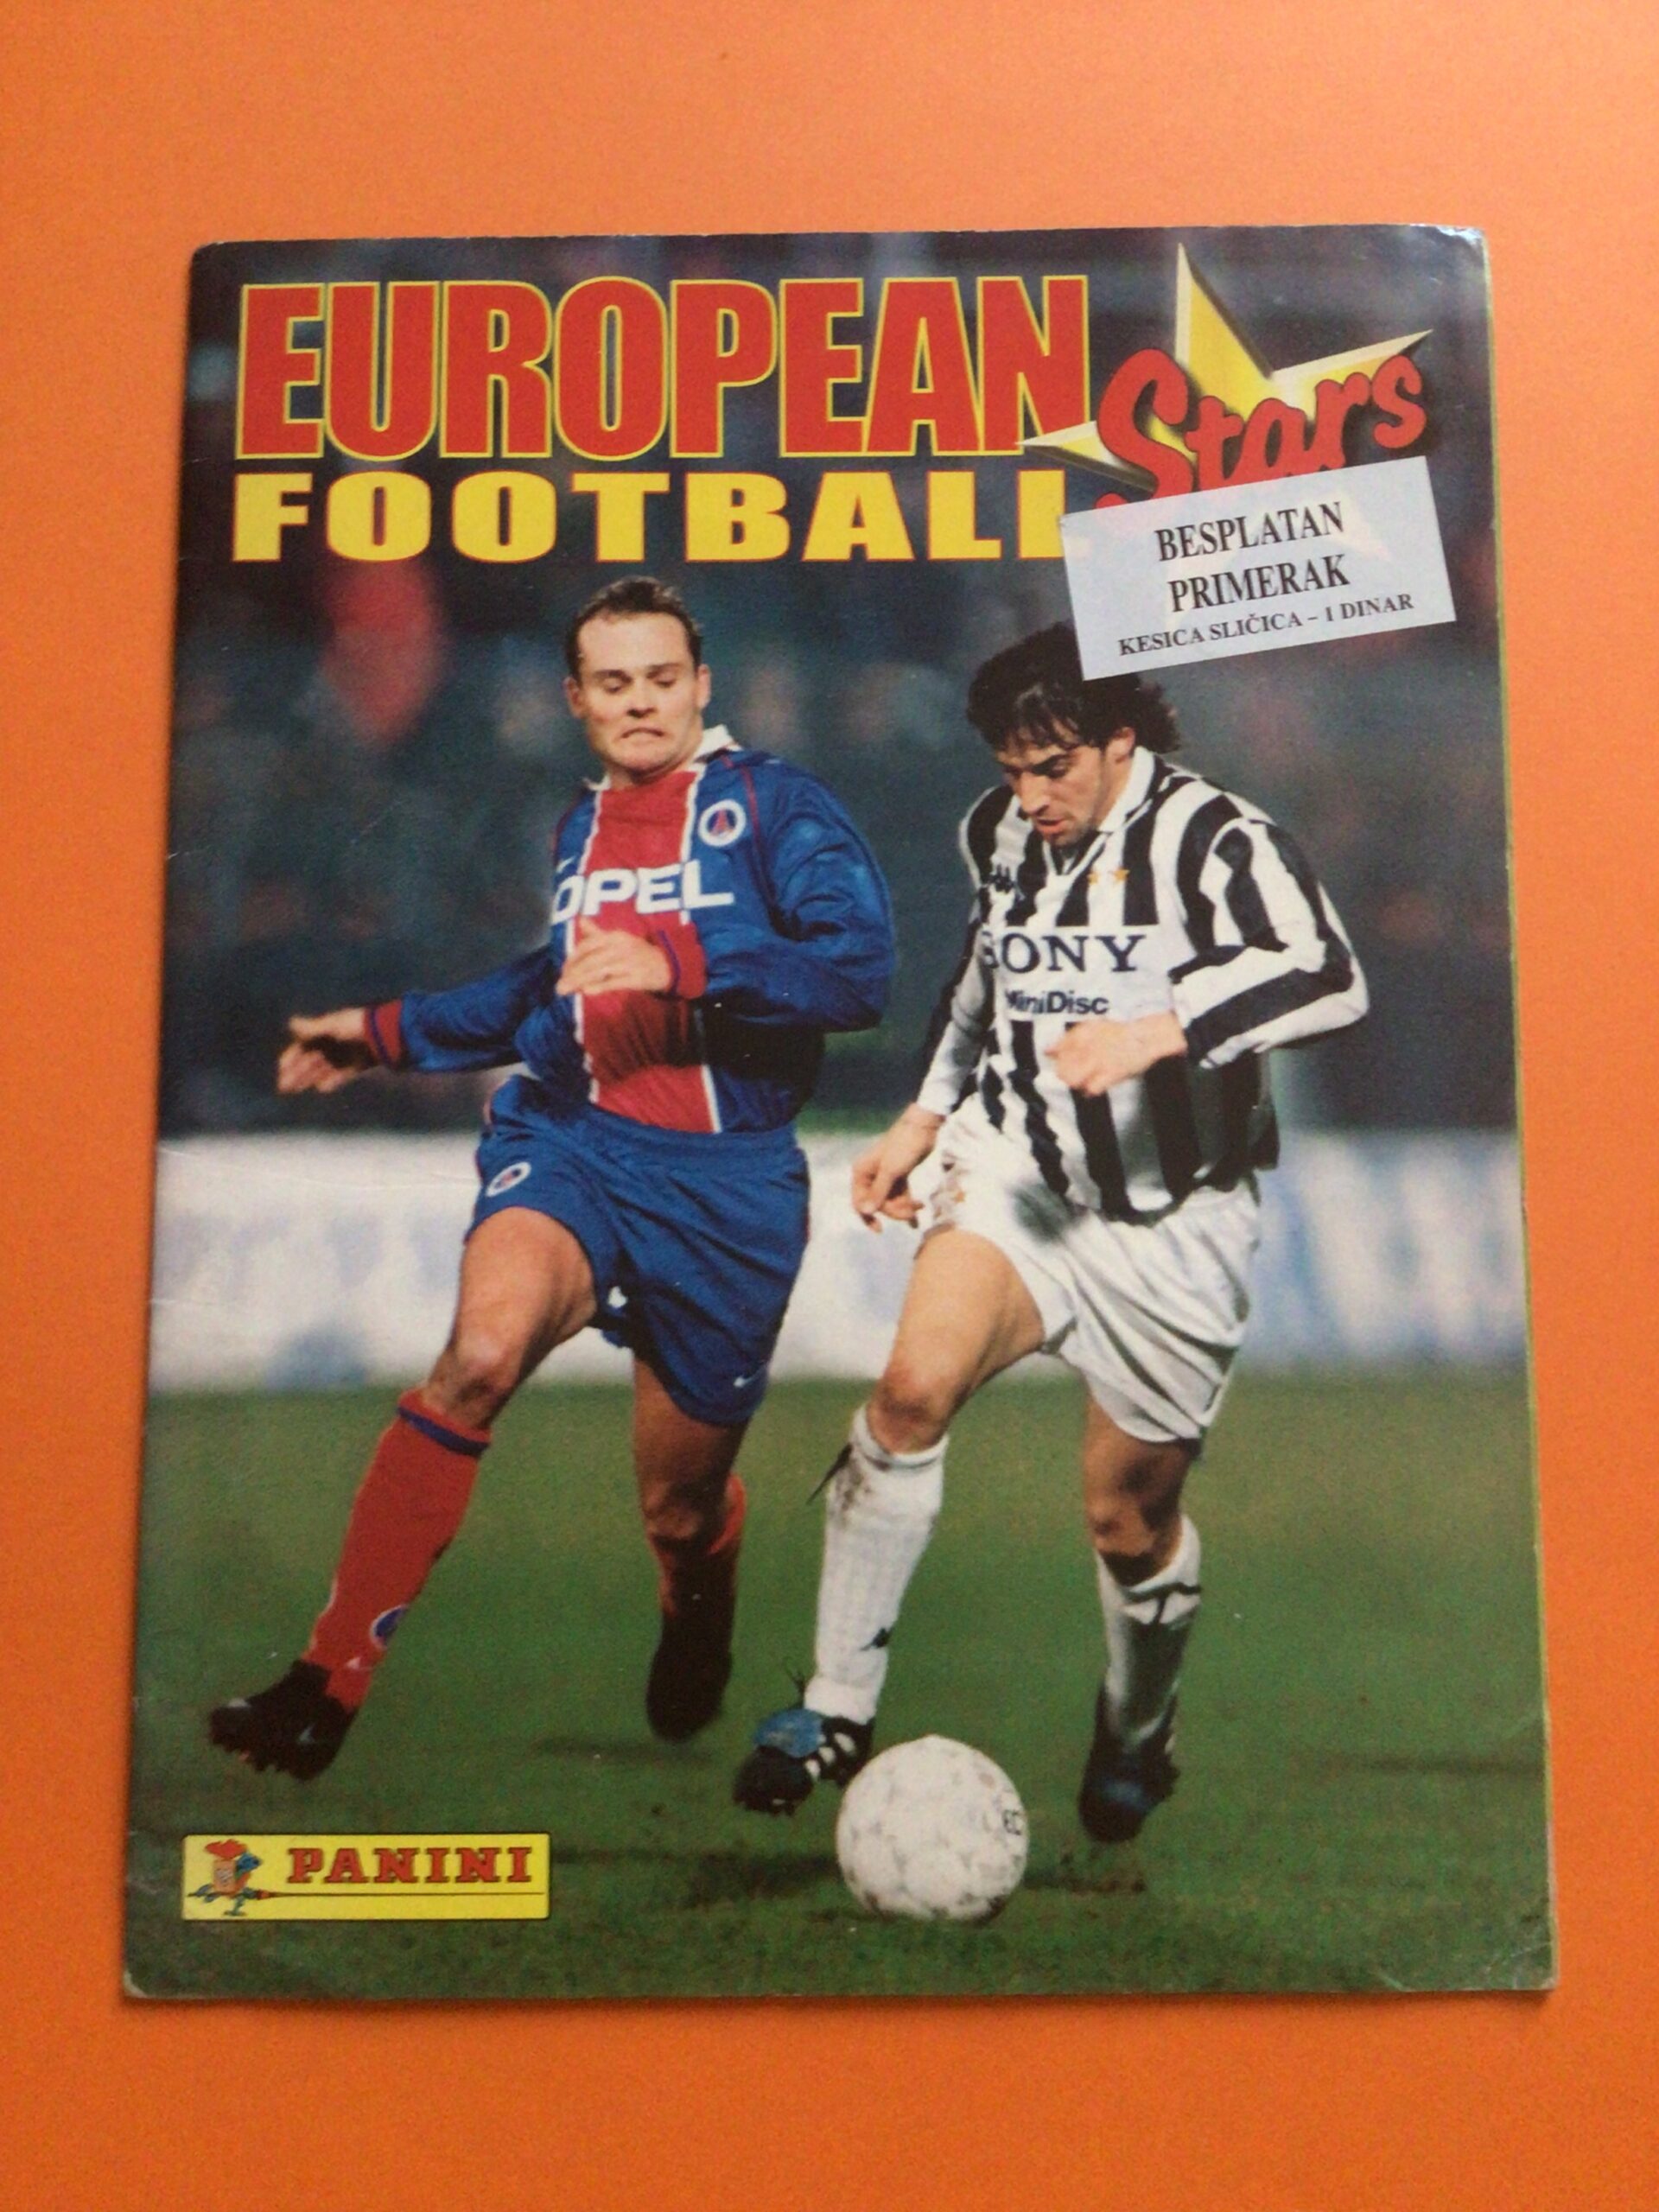 EUROPEAN
Stars
FOOTBALL
BESPLATAN
PRIMERAK
KESICA SLIČICA – 1 DINAR
OPEL
SONY
MiniDisc
PANINI